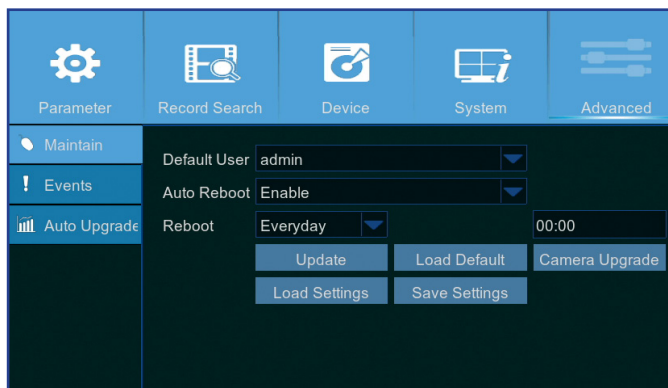 Parameter Record Search Device System Advanced
Maintain
Events
Auto Upgrade
Default User admin
Auto Reboot Enable
Reboot Everyday 00:00
Update Load Default Camera Upgrade
Load Settings Save Settings